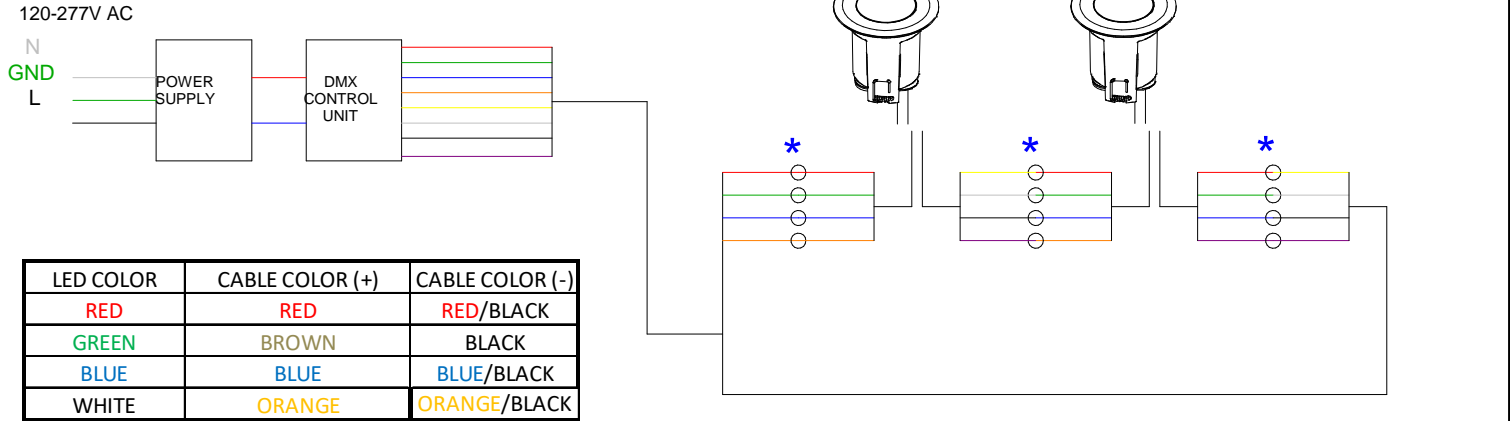 120-277V AC
N
GND
L
POWER
SUPPLY
DMX
CONTROL
UNIT
*
*
*
LED COLOR CABLE COLOR (+) CABLE COLOR (-)
RED RED RED/BLACK
GREEN BROWN BLACK
BLUE BLUE BLUE/BLACK
WHITE ORANGE ORANGE/BLACK